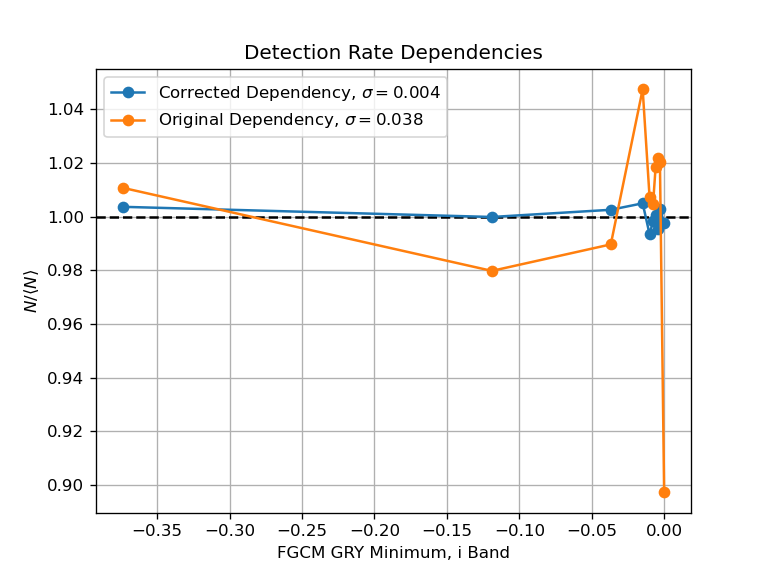 Detection Rate Dependencies
Corrected Dependency, σ = 0.004
Original Dependency, σ = 0.038
1.04
1.02
1.00
0.98
0.96
0.94
0.92
0.90
N/⟨N⟩
−0.35 −0.30 −0.25 −0.20 −0.15 −0.10 −0.05 0.00
FGCM GRY Minimum, i Band